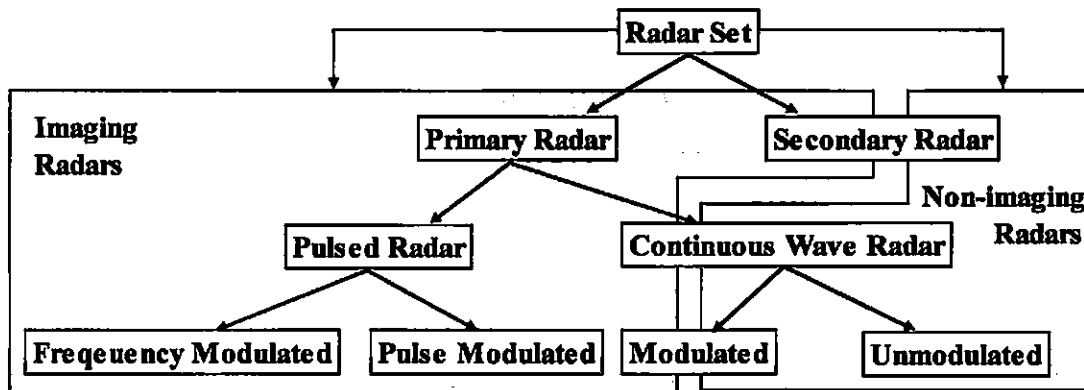 Radar Set
Imaging
Radars
Primary Radar
Secondary Radar
Non-imaging
Radars
Pulsed Radar
Continuous Wave Radar
Freqeuency Modulated
Pulse Modulated
Modulated
Unmodulated